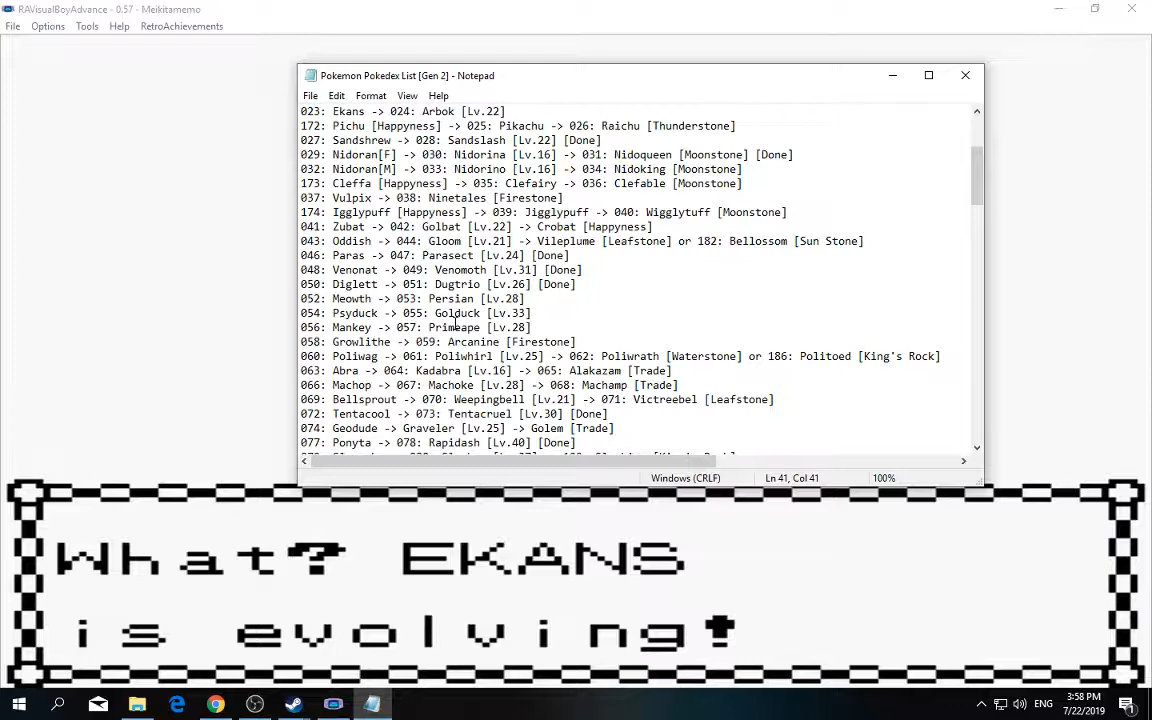 RAVisualBoyAdvance - 0.57 - Meikitamemo
File Options Tools Help RetroAchievements
Pokemon Pokedex List [Gen 2] - Notepad
File Edit Format View Help
023: Ekans -> 024: Arbok [Lv.22]
172: Pichu [Happyness] -> 025: Pikachu -> 026: Raichu [Thunderstone]
027: Sandshrew -> 028: Sandslash [Lv.22] [Done]
029: Nidoran[F] -> 030: Nidorina [Lv.16] -> 031: Nidoqueen [Moonstone] [Done]
032: Nidoran[M] -> 033: Nidorino [Lv.16] -> 034: Nidoking [Moonstone]
173: Cleffa [Happyness] -> 035: Clefairy -> 036: Clefable [Moonstone]
037: Vulpix -> 038: Ninetales [Firestone]
174: Igglypuff [Happyness] -> 039: Jigglypuff -> 040: Wigglytuff [Moonstone]
041: Zubat -> 042: Golbat [Lv.22] -> Crobat [Happyness]
043: Oddish -> 044: Gloom [Lv.21] -> Vileplume [Leafstone] or 182: Bellossom [Sun Stone]
046: Paras -> 047: Parasect [Lv.24] [Done]
048: Venonat -> 049: Venomoth [Lv.31] [Done]
050: Diglett -> 051: Dugtrio [Lv.26] [Done]
052: Meowth -> 053: Persian [Lv.28]
054: Psyduck -> 055: Golduck [Lv.33]
056: Mankey -> 057: Primeape [Lv.28]
058: Growlithe -> 059: Arcanine [Firestone]
060: Poliwag -> 061: Poliwhirl [Lv.25] -> 062: Poliwrath [Waterstone] or 186: Politoed [King's Rock]
063: Abra -> 064: Kadabra [Lv.16] -> 065: Alakazam [Trade]
066: Machop -> 067: Machoke [Lv.28] -> 068: Machamp [Trade]
069: Bellsprout -> 070: Weepingbell [Lv.21] -> 071: Victreebel [Leafstone]
072: Tentacool -> 073: Tentacruel [Lv.30] [Done]
074: Geodude -> Graveler [Lv.25] -> Golem [Trade]
077: Ponyta -> 078: Rapidash [Lv.40] [Done]
Windows (CRLF) Ln 41, Col 41 100%
What? EKANS
is evolving!
ENG
3:58 PM
7/22/2019
1